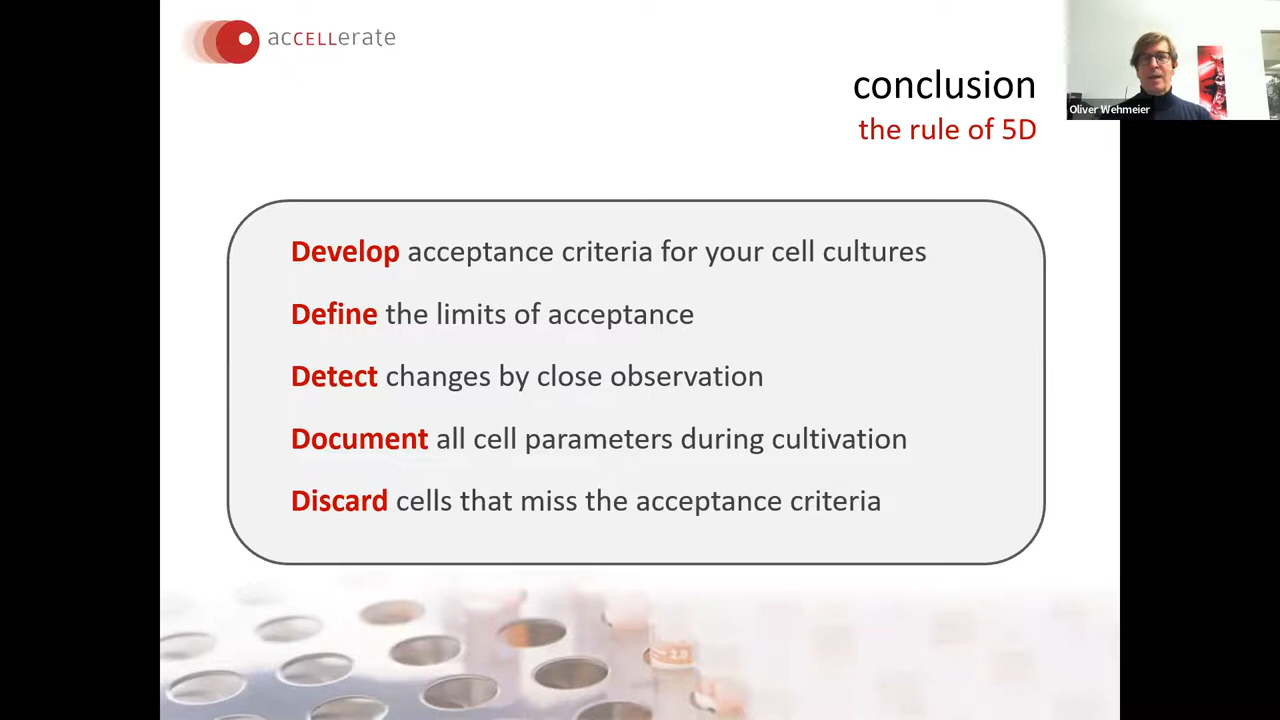 acCELLerate
conclusion
the rule of 5D
Oliver Wehmeier
Develop acceptance criteria for your cell cultures
Define the limits of acceptance
Detect changes by close observation
Document all cell parameters during cultivation
Discard cells that miss the acceptance criteria
2.0